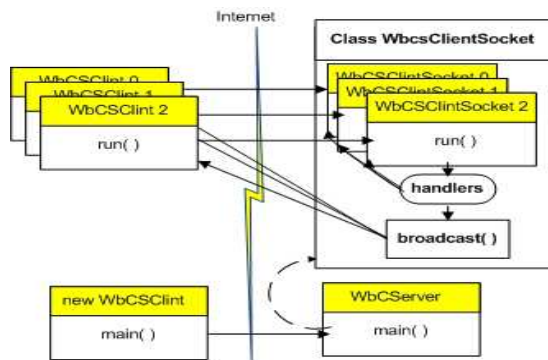 Internet
Class WbcsClientSocket
WbCSClint 0
WbCSClint 1
WbCSClint 2
run( )
WbCSClintSocket 0
WbCSClintSocket 1
WbCSClintSocket 2
run( )
handlers
broadcast( )
new WbCSClint
main( )
WbCServer
main( )